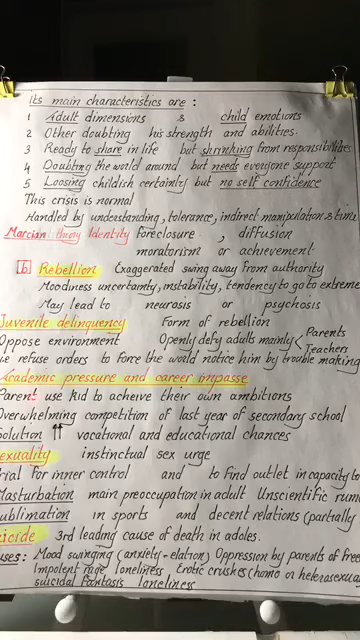 Its main characteristics are :
1 Adult dimensions & child emotions
2 Other doubting his strength and abilities.
3 Ready to share in life but shrinking from responsibilities
4 Doubting the world around but needs everyone support
5 Loosing childish certainty but no self confidence
This crisis is normal
Handled by understanding, tolerance, indirect manipulation & time
Marcian theory Identity foreclosure , diffusion
moratorism or achievement
b Rebellion Exaggerated swing away from authority
Moodiness uncertainty, instability, tendency to go to extreme
May lead to neurosis or psychosis
Juvenile delinquency Form of rebellion
Oppose environment Openly defy adults mainly < Parents
Teachers
i.e refuse orders to force the world notice him by trouble making
Academic pressure and career impasse
Parent use kid to acheive their own ambitions
Overwhelming competition of last year of secondary school
Solution ↑↑ vocational and educational chances
exuality instinctual sex urge
rial for inner control and to find outlet in capacity to
Masturbation main preoccupation in adult Unscientific rum
ublimation in sports and decent relations (partially
icide 3rd leading cause of death in adoles.
uses : Mood swinging (anxiety - elation) Oppression by parents of free
Impotent rage loneliness Erotic crushes (homo or heterosexual
suicidal fantasis loneliness